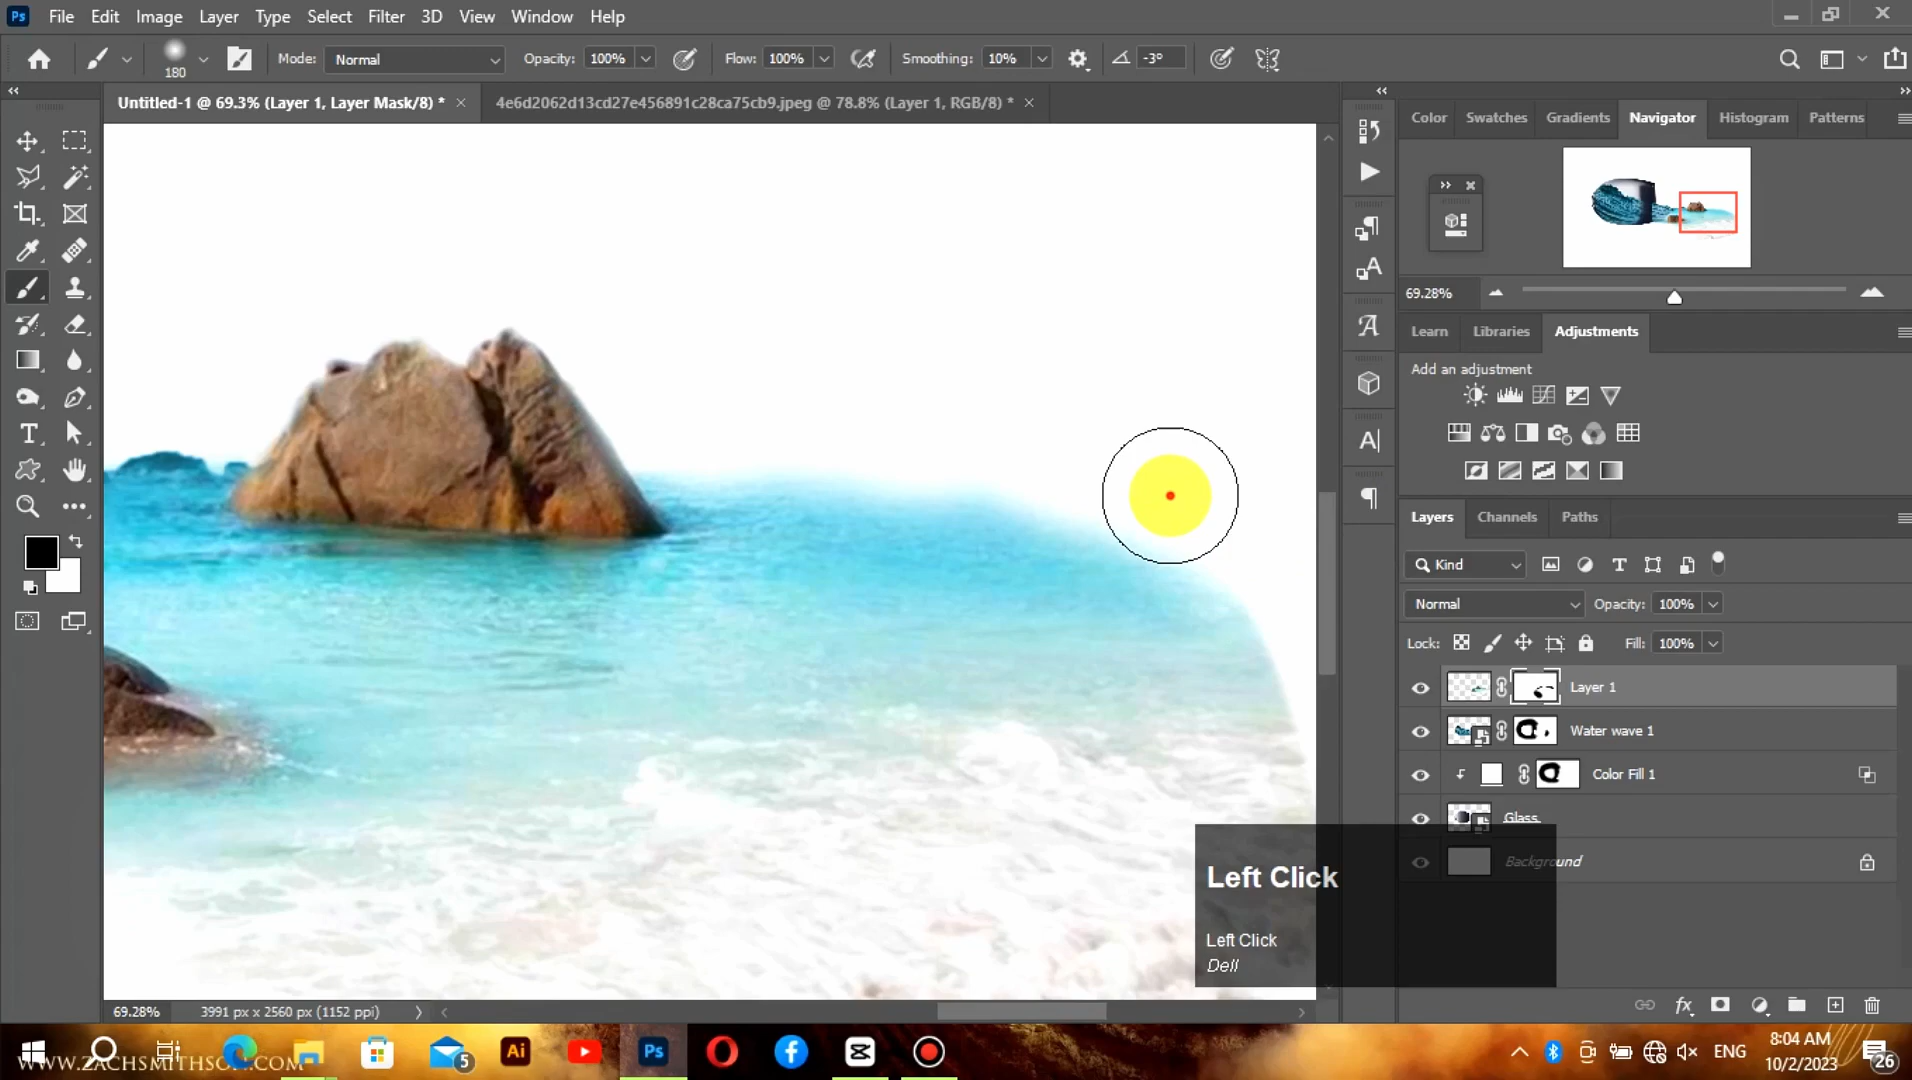 Ps File Edit Image Layer Type Select Filter 3D View Window Help
180 Mode: Normal Opacity: 100% Flow: 100% Smoothing: 10% -3°
Untitled-1 @ 69.3% (Layer 1, Layer Mask/8) * × 4e6d2062d13cd27e456891c28ca75cb9.jpeg @ 78.8% (Layer 1, RGB/8) * ×
Color Swatches Gradients Navigator Histogram Patterns
69.28%
Learn Libraries Adjustments
Add an adjustment
Layers Channels Paths
Kind
Normal Opacity: 100%
Lock: Fill: 100%
Layer 1
Water wave 1
Color Fill 1
Glass
Background
Left Click
Left Click
Dell
69.28% 3991 px x 2560 px (1152 ppi)
WWW.ZACHSMITHSON.COM
5
Ai
Ps
ENG
8:04 AM
10/2/2023
26